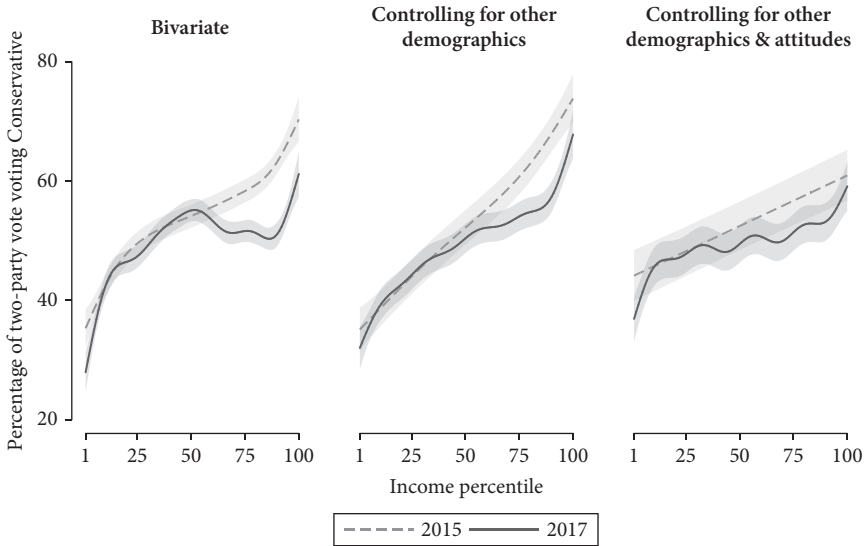 Bivariate
Controlling for other
demographics
Controlling for other
demographics & attitudes
Percentage of two-party vote voting Conservative
80
60
40
20
1 25 50 75 100
1 25 50 75 100
1 25 50 75 100
Income percentile
2015 2017